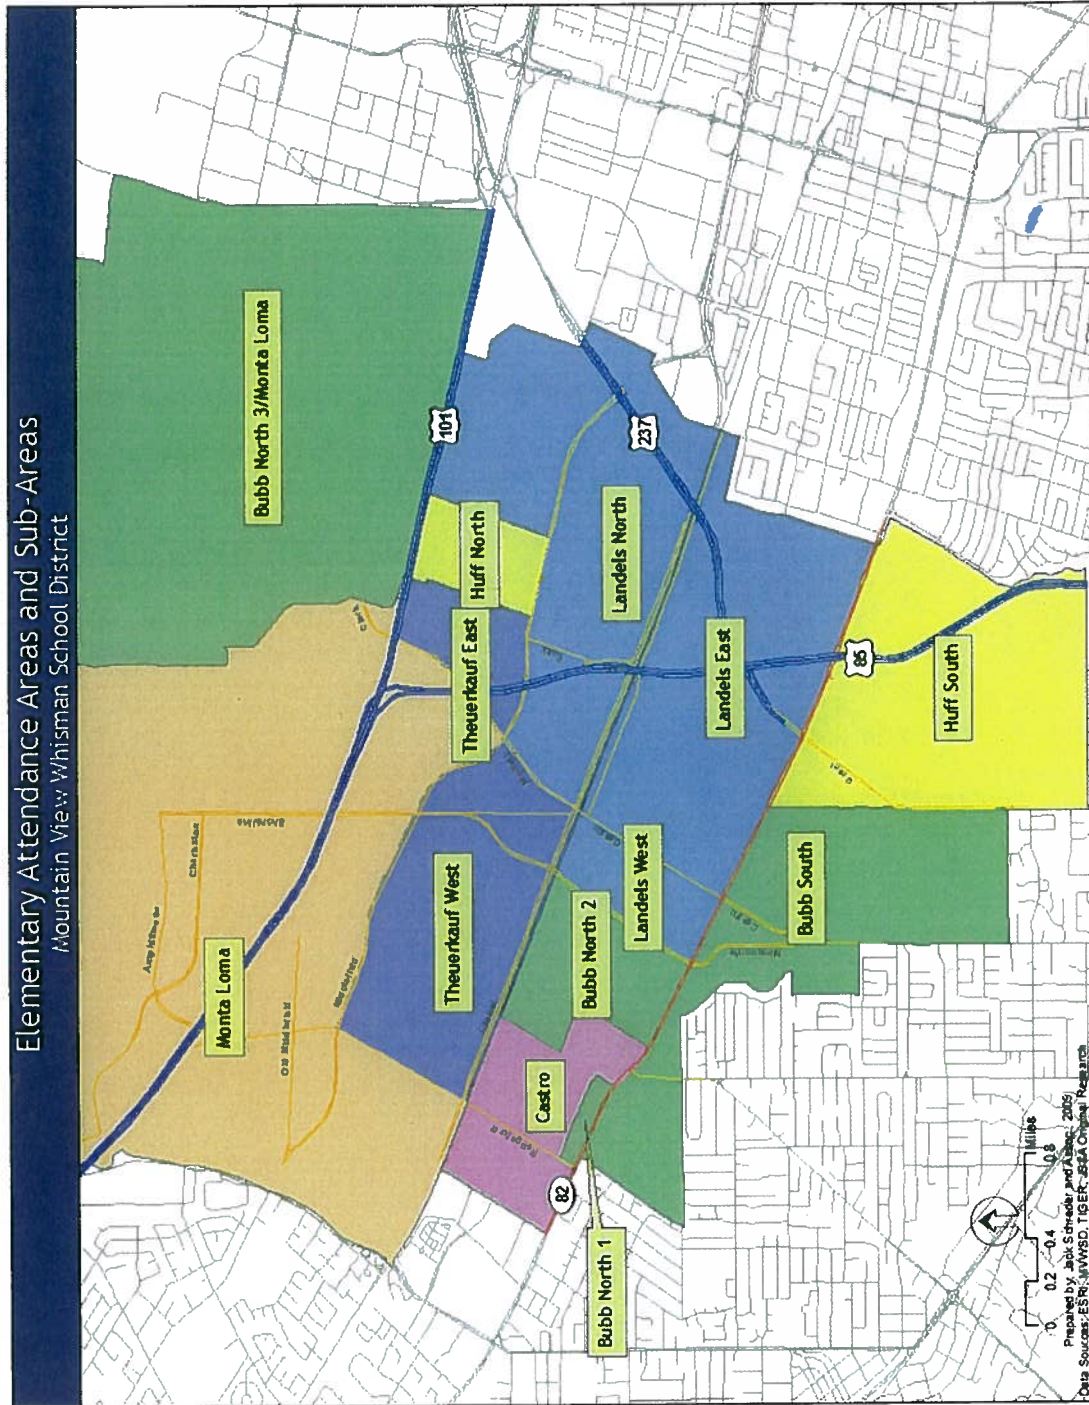 Elementary Attendance Areas and Sub-Areas
Mountain View Whisman School District
Bubb North 3/Monta Loma
101
Huff North
237
Landels North
Theuerkauf East
Landels East
85
Huff South
Monta Loma
Charleston
Shoreline
Theuerkauf West
Bubb North 2
Landels West
Bubb South
Castro
82
Bubb North 1
0 0.2 0.4 0.8
Miles
Prepared by Jack Schreder and Assoc. 2009
Data Sources: ESRI, MVWSD, TIGER, JSA Original Research